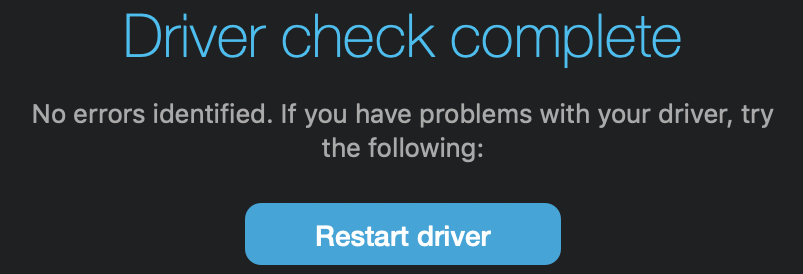 Driver check complete
No errors identified. If you have problems with your driver, try
the following:
Restart driver